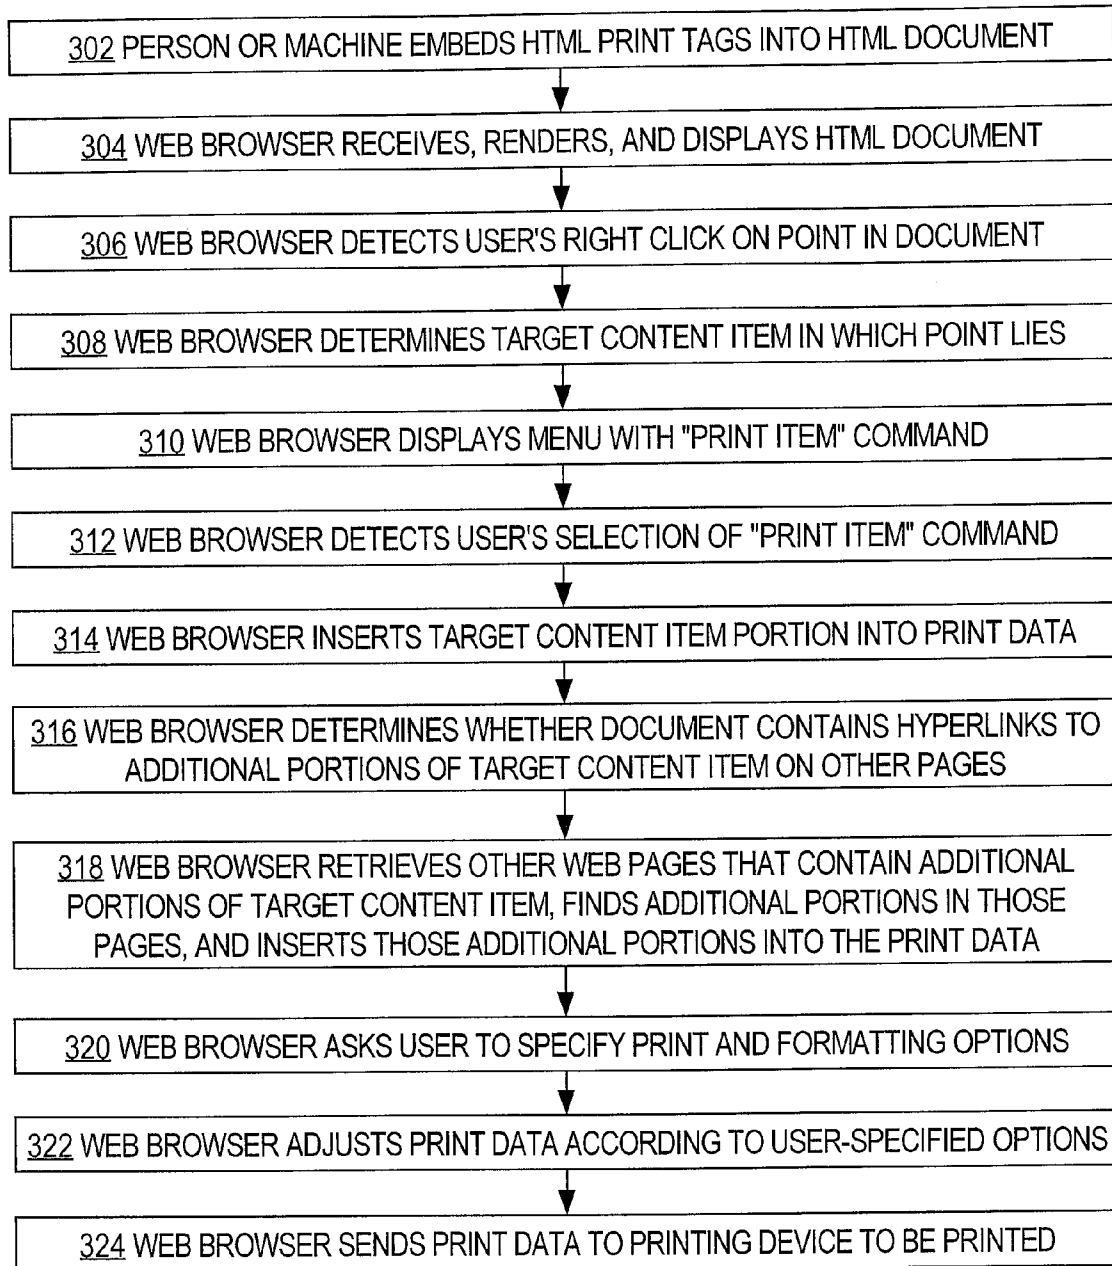 302 PERSON OR MACHINE EMBEDS HTML PRINT TAGS INTO HTML DOCUMENT
304 WEB BROWSER RECEIVES, RENDERS, AND DISPLAYS HTML DOCUMENT
306 WEB BROWSER DETECTS USER'S RIGHT CLICK ON POINT IN DOCUMENT
308 WEB BROWSER DETERMINES TARGET CONTENT ITEM IN WHICH POINT LIES
310 WEB BROWSER DISPLAYS MENU WITH "PRINT ITEM" COMMAND
312 WEB BROWSER DETECTS USER'S SELECTION OF "PRINT ITEM" COMMAND
314 WEB BROWSER INSERTS TARGET CONTENT ITEM PORTION INTO PRINT DATA
316 WEB BROWSER DETERMINES WHETHER DOCUMENT CONTAINS HYPERLINKS TO
ADDITIONAL PORTIONS OF TARGET CONTENT ITEM ON OTHER PAGES
318 WEB BROWSER RETRIEVES OTHER WEB PAGES THAT CONTAIN ADDITIONAL
PORTIONS OF TARGET CONTENT ITEM, FINDS ADDITIONAL PORTIONS IN THOSE
PAGES, AND INSERTS THOSE ADDITIONAL PORTIONS INTO THE PRINT DATA
320 WEB BROWSER ASKS USER TO SPECIFY PRINT AND FORMATTING OPTIONS
322 WEB BROWSER ADJUSTS PRINT DATA ACCORDING TO USER-SPECIFIED OPTIONS
324 WEB BROWSER SENDS PRINT DATA TO PRINTING DEVICE TO BE PRINTED